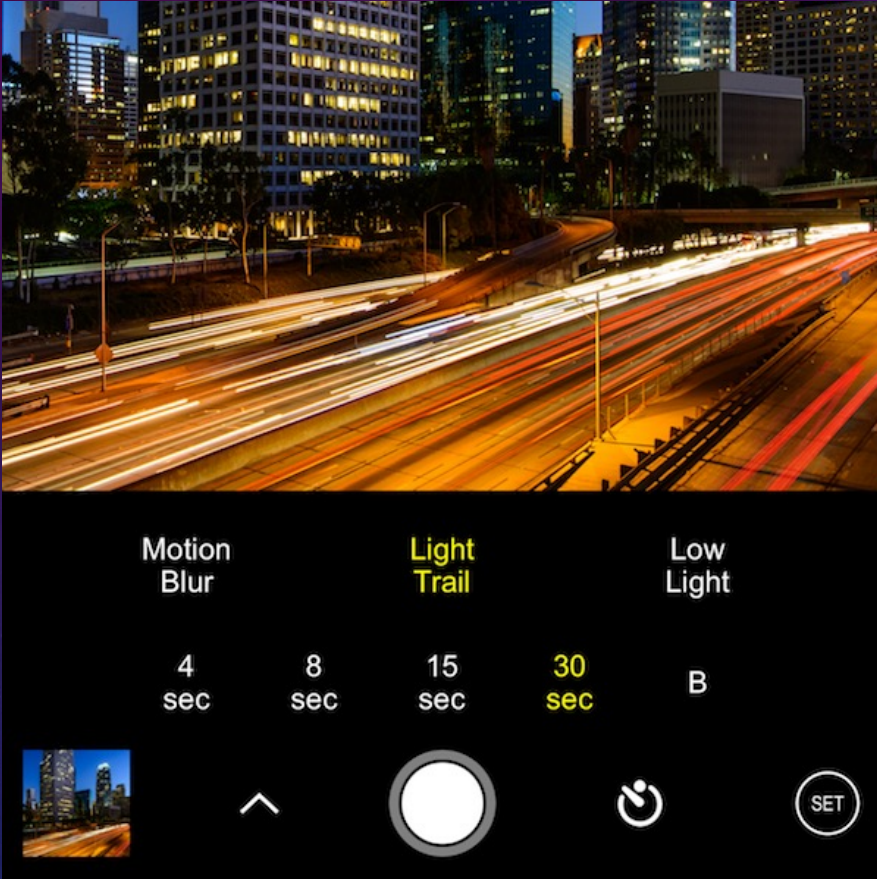 Motion Blur
Light Trail
Low Light
4 sec
8 sec
15 sec
30 sec
B
SET